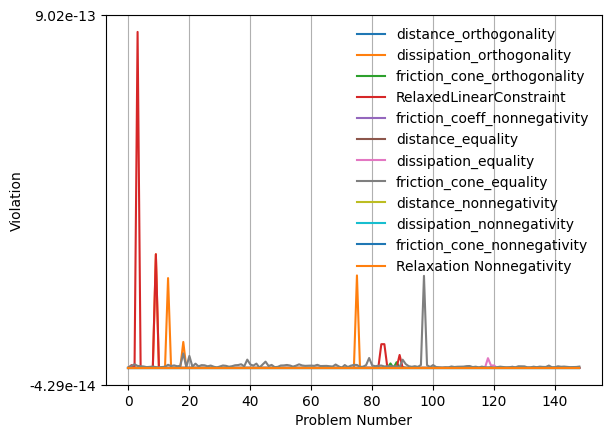 9.02e-13
distance_orthogonality
dissipation_orthogonality
friction_cone_orthogonality
RelaxedLinearConstraint
friction_coeff_nonnegativity
distance_equality
dissipation_equality
friction_cone_equality
distance_nonnegativity
dissipation_nonnegativity
friction_cone_nonnegativity
Relaxation Nonnegativity
Violation
-4.29e-14
0 20 40 60 80 100 120 140
Problem Number